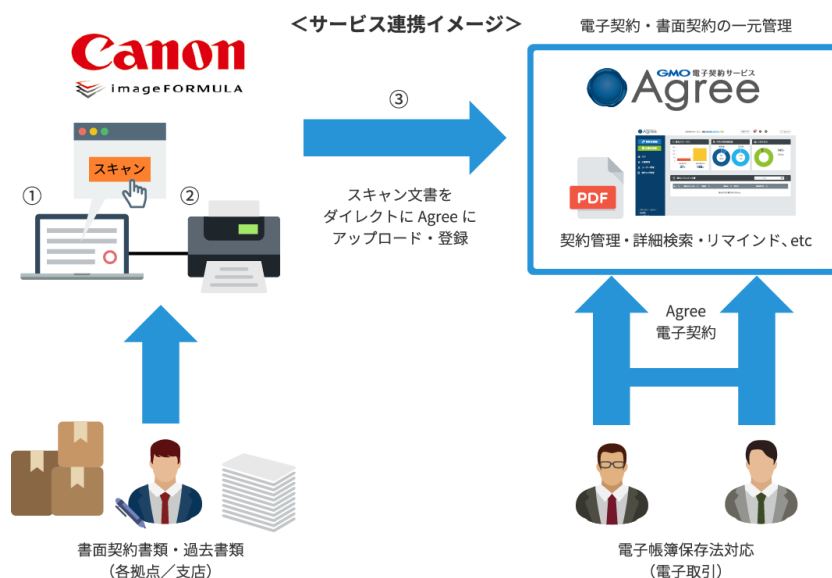 ＜サービス連携イメージ＞
電子契約・書面契約の一元管理
Canon
imageFORMULA
GMO 電子契約サービス
Agree
①
スキャン
②
③
スキャン文書を
ダイレクトに Agree に
アップロード・登録
Agree
PDF
契約管理・詳細検索・リマインド、etc
Agree
電子契約
書面契約書類・過去書類
（各拠点／支店）
電子帳簿保存法対応
（電子取引）